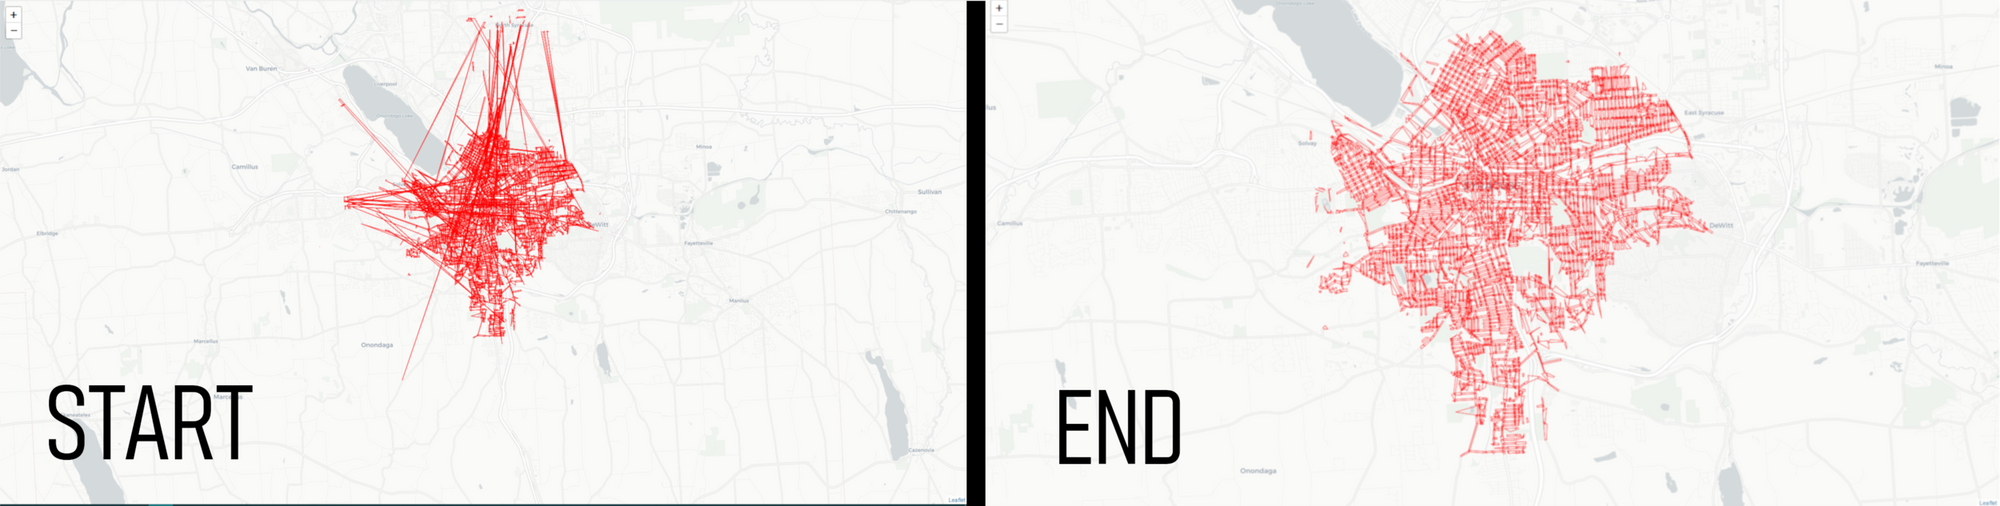 +
−
Van Buren
Camillus
Minoa
Jordan
Sullivan
Chittenango
Elbridge
DeWitt
Fayetteville
Manlius
Marcellus
Onondaga
Cazenovia
START
Leaflet
+
−
Minoa
East Syracuse
Solvay
Camillus
DeWitt
Fayetteville
Onondaga
END
Leaflet